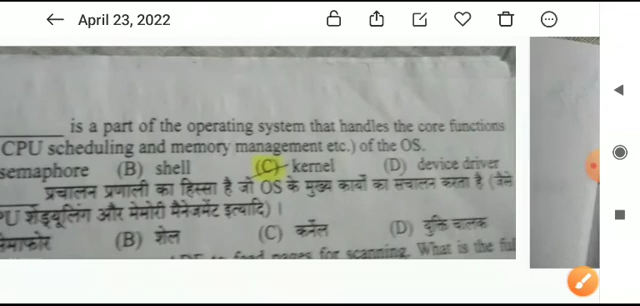 April 23, 2022
is a part of the operating system that handles the core functions
CPU scheduling and memory management etc.) of the OS.
semaphore (B) shell (C) kernel (D) device driver
प्रचालन प्रणाली का हिस्सा है जो OS के मुख्य कार्यों का संचालन करता है (जैसे
शेड्यूलिंग और मेमोरी मैनेजमेंट इत्यादि)।
(B) शेल (C) कर्नेल (D) युक्ति चालक
feed pages for scanning. What is the